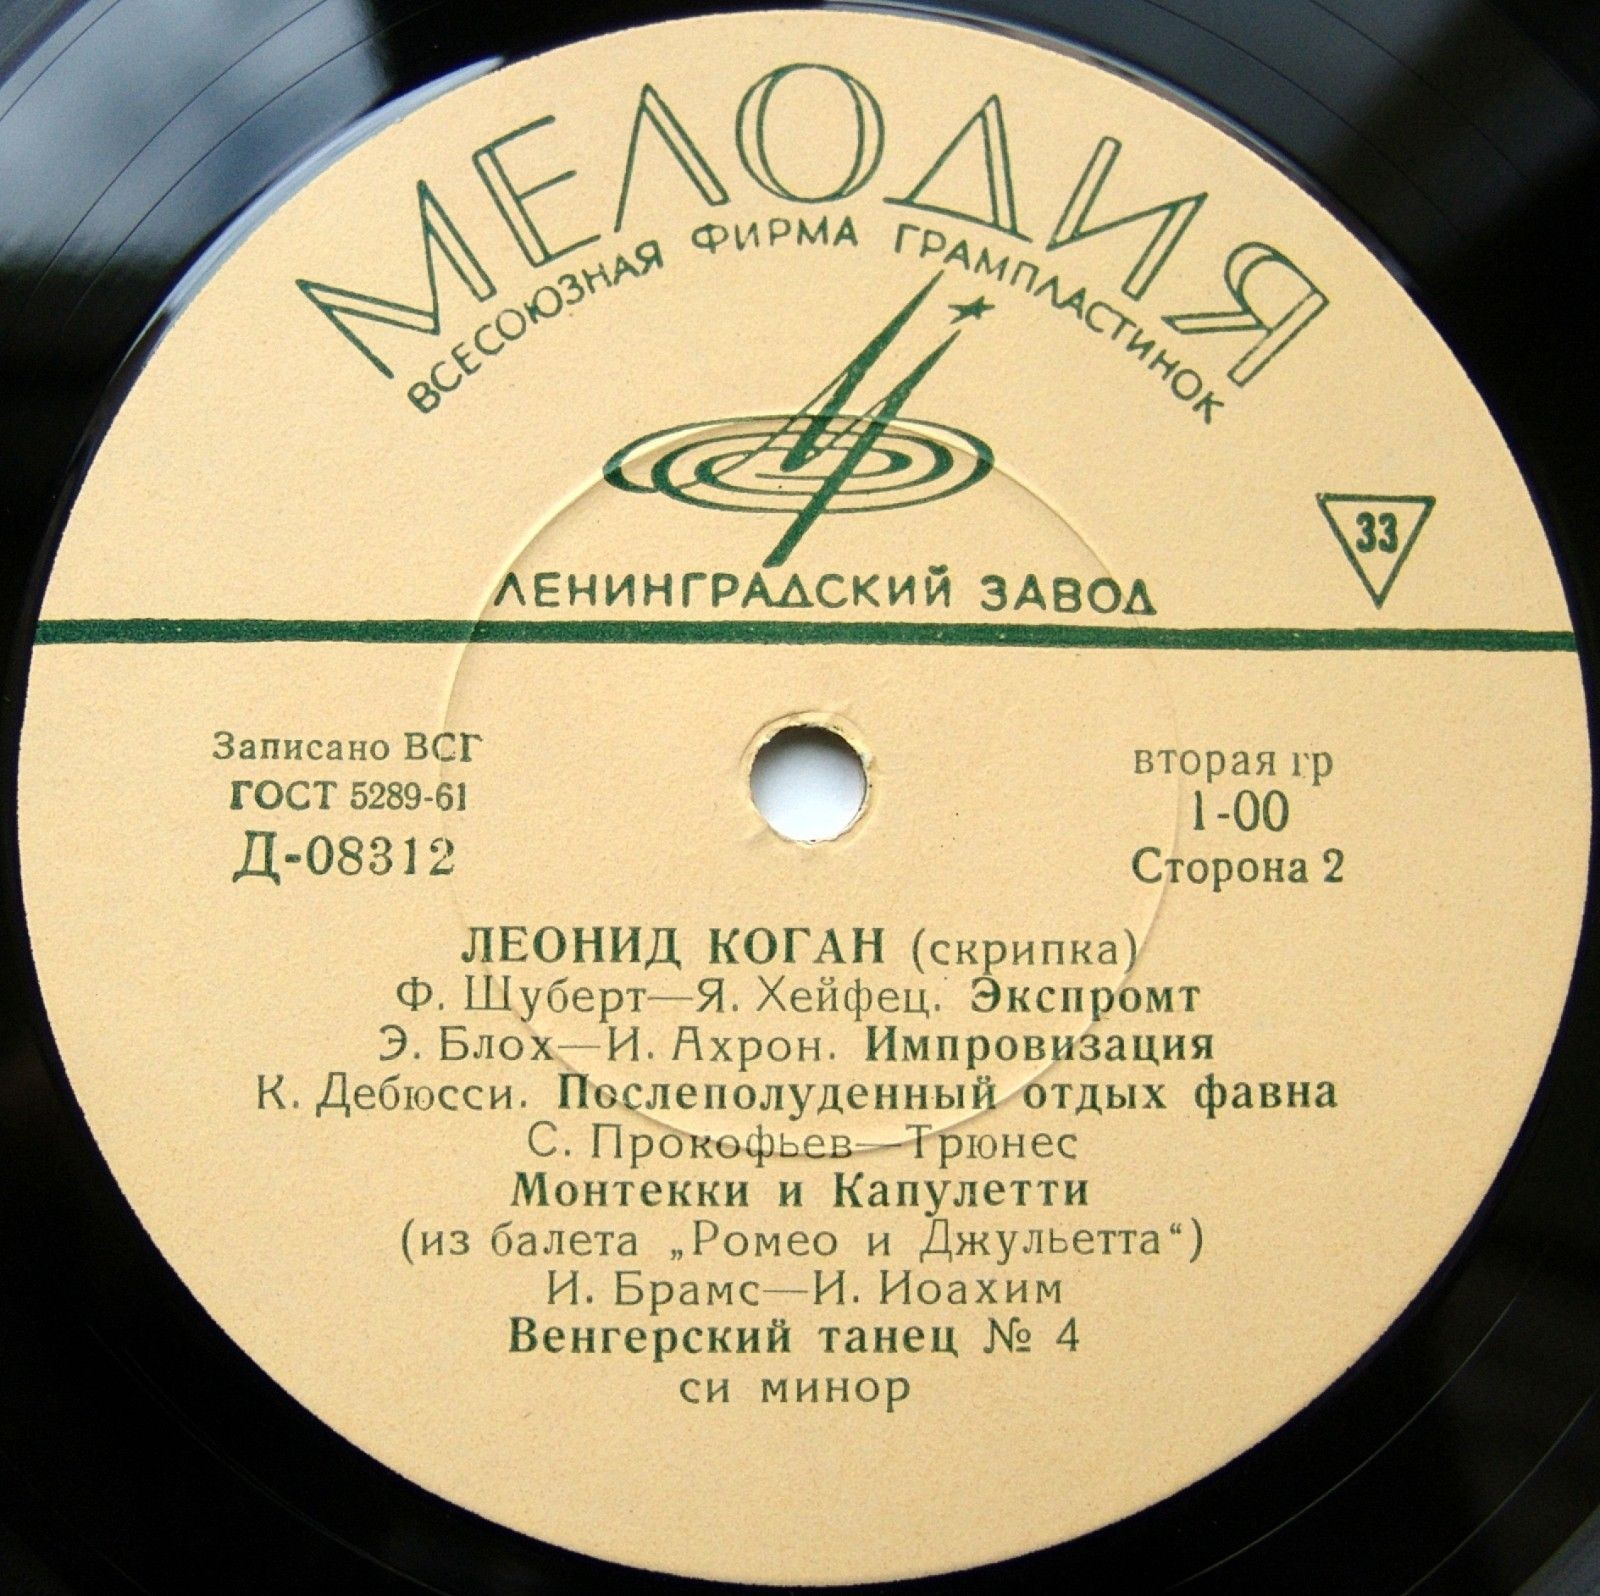 МЕЛОДИЯ
ВСЕСОЮЗНАЯ ФИРМА ГРАМПЛАСТИНОК
33
ЛЕНИНГРАДСКИЙ ЗАВОД
Записано ВСГ
ГОСТ 5289-61
Д-08312
вторая гр
1-00
Сторона 2
ЛЕОНИД КОГАН (скрипка)
Ф. Шуберт—Я. Хейфец. Экспромт
Э. Блох—И. Ахрон. Импровизация
К. Дебюсси. Послеполуденный отдых фавна
С. Прокофьев—Трюнес
Монтекки и Капулетти
(из балета „Ромео и Джульетта“)
И. Брамс—И. Иоахим
Венгерский танец № 4
си минор